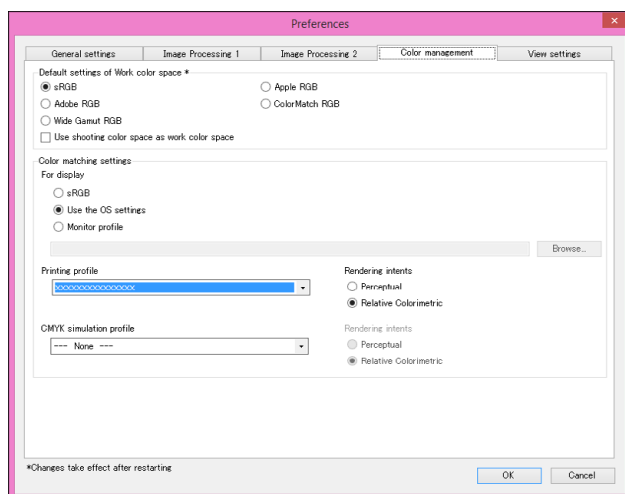 Preferences
General settings Image Processing 1 Image Processing 2 Color management View settings
Default settings of Work color space *
sRGB Apple RGB
Adobe RGB ColorMatch RGB
Wide Gamut RGB
Use shooting color space as work color space
Color matching settings
For display
sRGB
Use the OS settings
Monitor profile
Browse...
Printing profile Rendering intents
xxxxxxxxxxxxxxx Perceptual
Relative Colorimetric
CMYK simulation profile Rendering intents
--- None --- Perceptual
Relative Colorimetric
*Changes take effect after restarting
OK Cancel